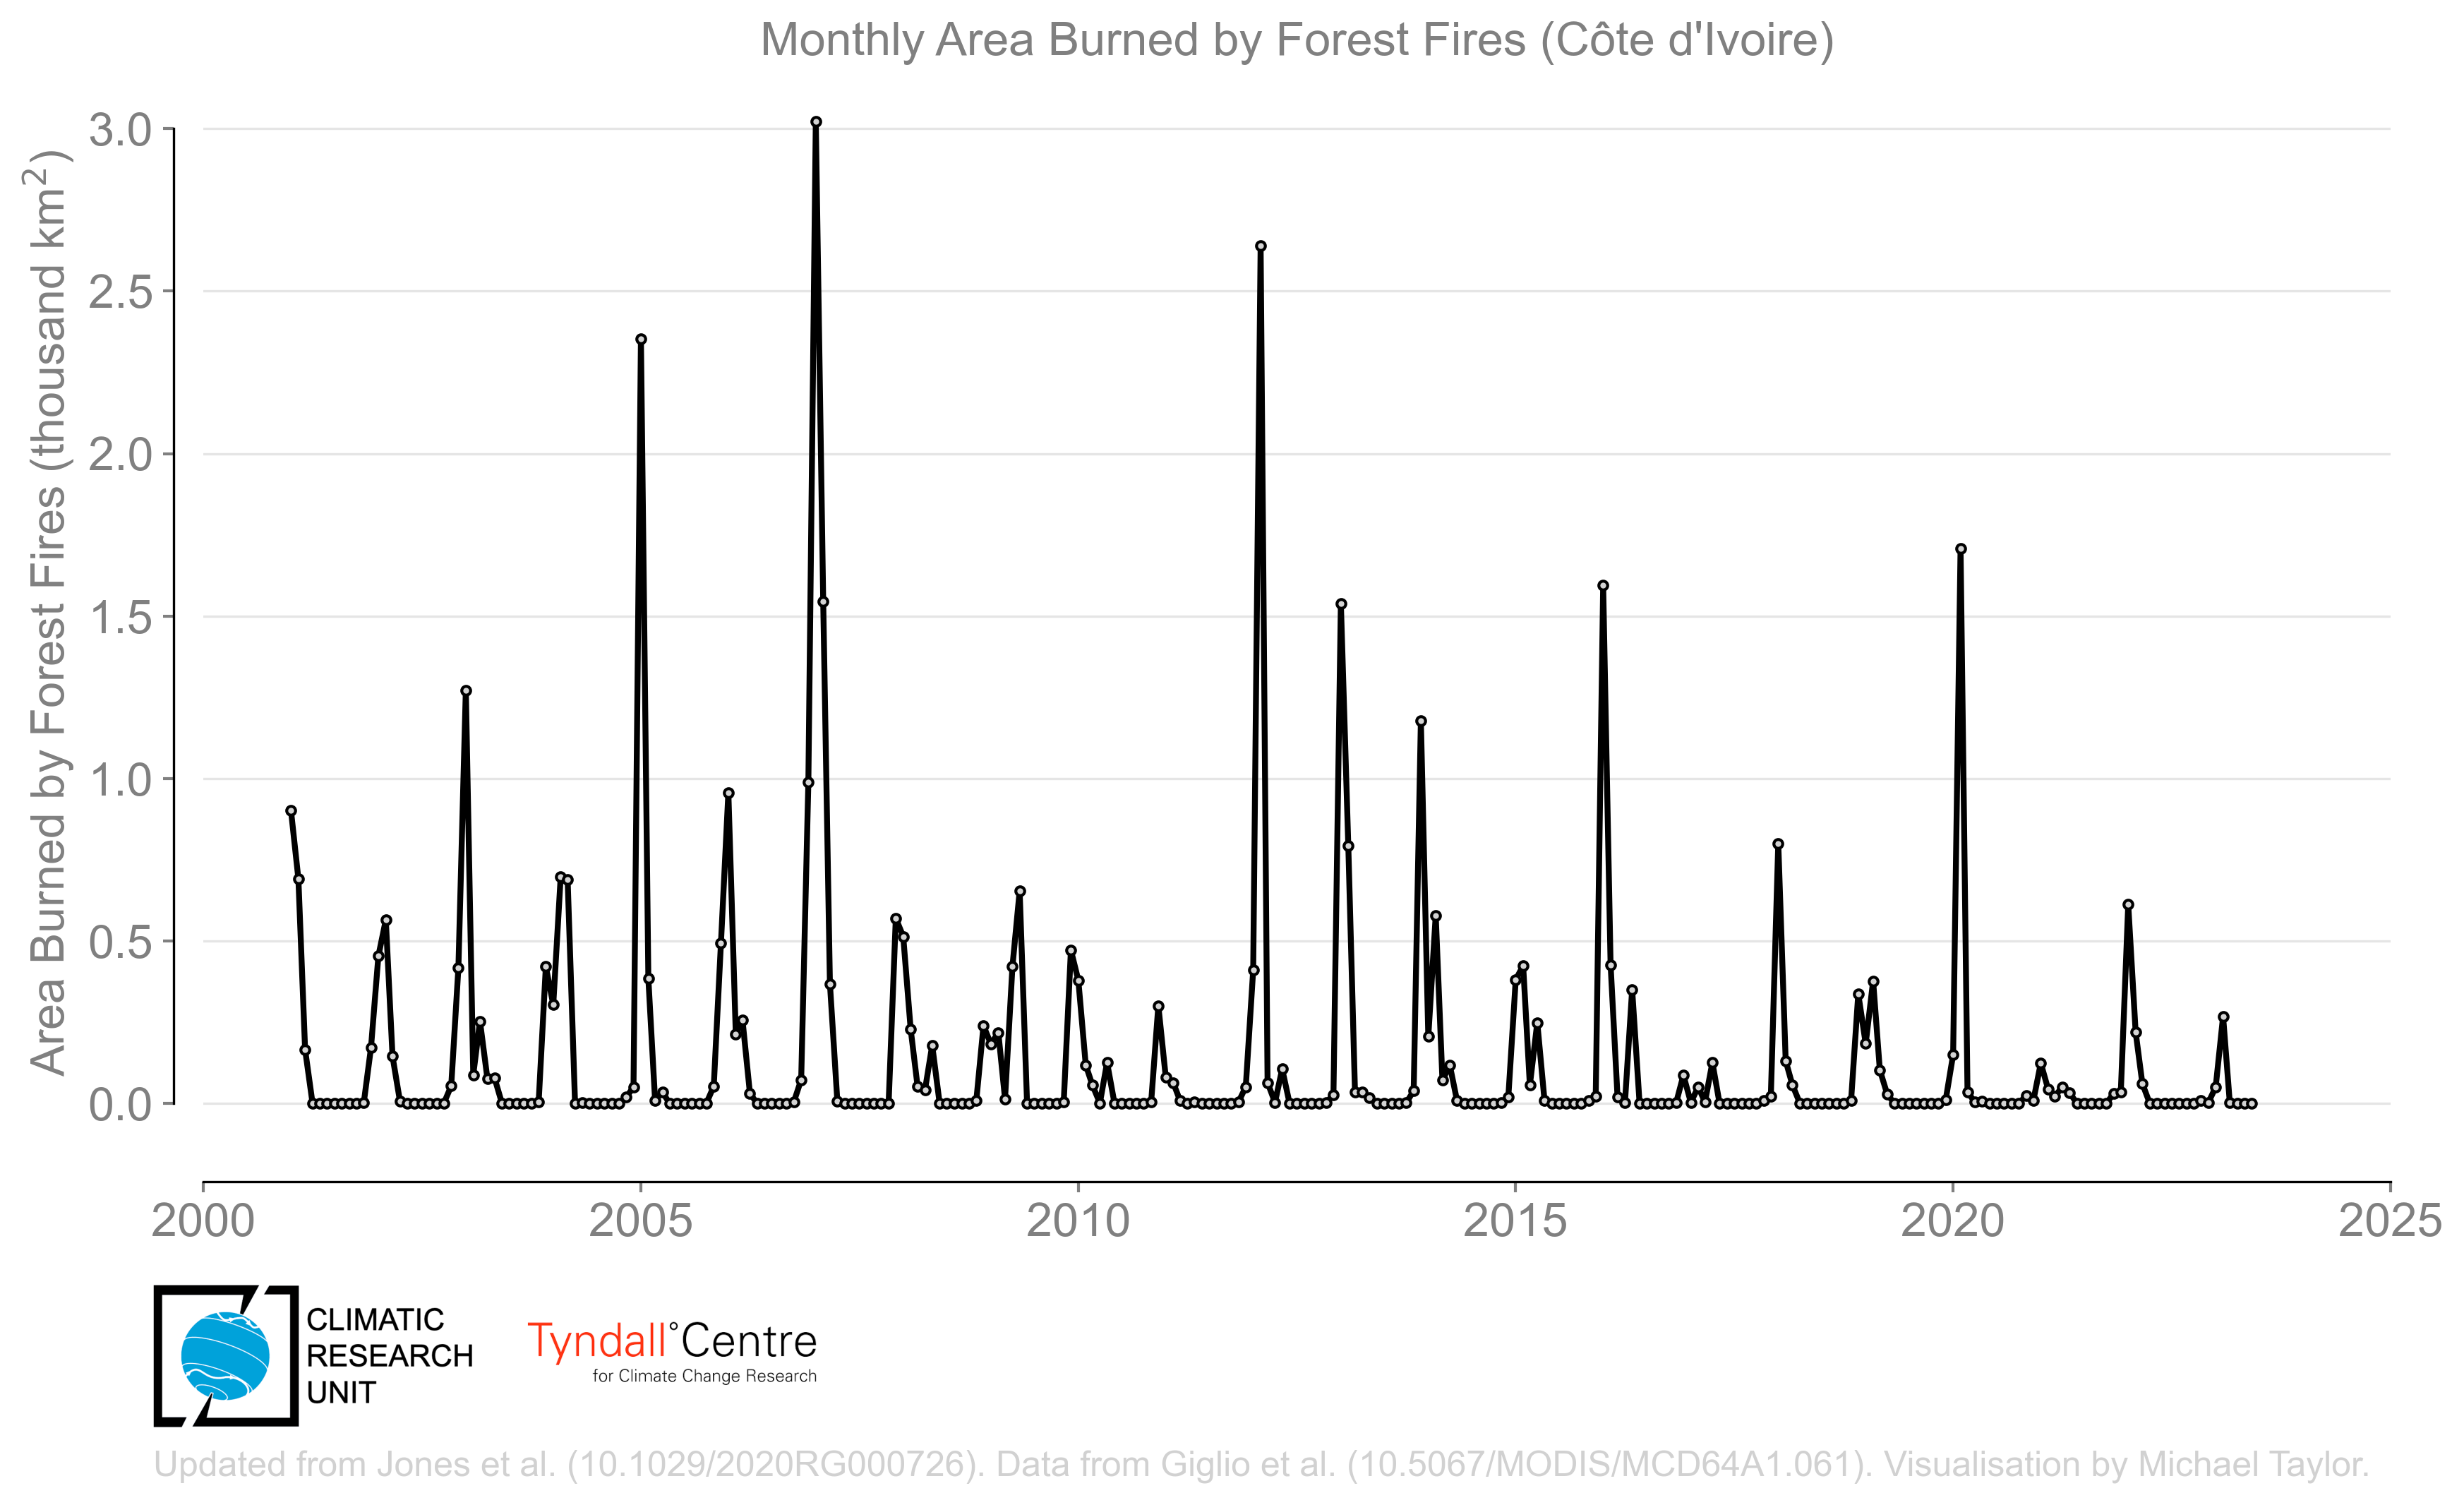 Monthly Area Burned by Forest Fires (Côte d'Ivoire)
Area Burned by Forest Fires (thousand km²)
3.0
2.5
2.0
1.5
1.0
0.5
0.0
2000 2005 2010 2015 2020 2025
CLIMATIC
RESEARCH
UNIT
Tyndall°Centre
for Climate Change Research
Updated from Jones et al. (10.1029/2020RG000726). Data from Giglio et al. (10.5067/MODIS/MCD64A1.061). Visualisation by Michael Taylor.